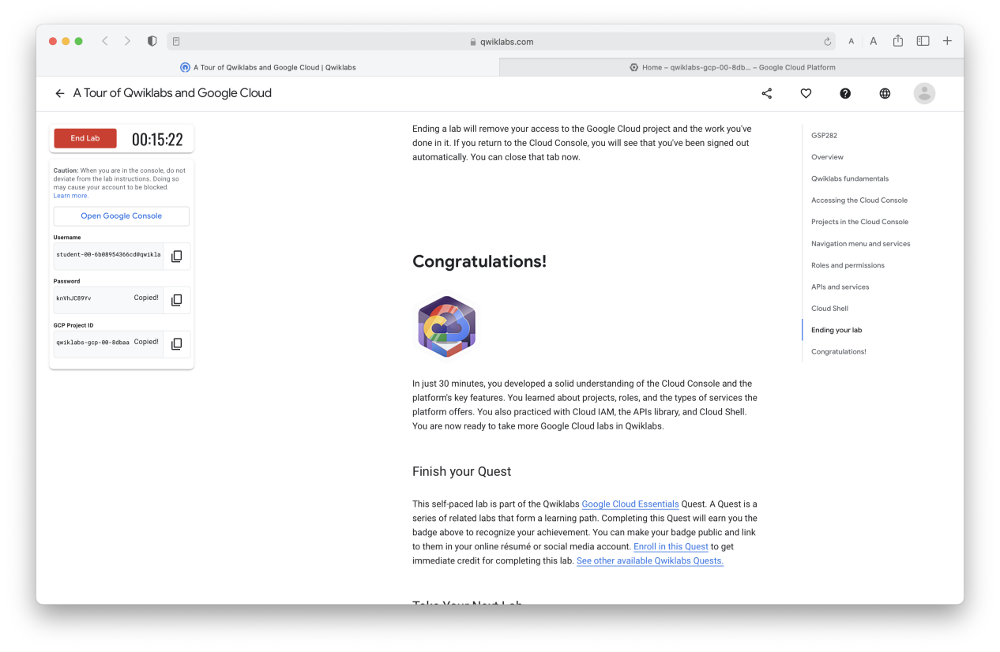 qwiklabs.com
A A
A Tour of Qwiklabs and Google Cloud | Qwiklabs
Home – qwiklabs-gcp-00-8db... – Google Cloud Platform
A Tour of Qwiklabs and Google Cloud
End Lab
00:15:22
Caution: When you are in the console, do not
deviate from the lab instructions. Doing so
may cause your account to be blocked.
Learn more.
Open Google Console
Username
student-00-6b08954366cd@qwikla
Password
knVhJC89Yv Copied!
GCP Project ID
qwiklabs-gcp-00-8dbaa Copied!
Ending a lab will remove your access to the Google Cloud project and the work you've
done in it. If you return to the Cloud Console, you will see that you've been signed out
automatically. You can close that tab now.
Congratulations!
In just 30 minutes, you developed a solid understanding of the Cloud Console and the
platform's key features. You learned about projects, roles, and the types of services the
platform offers. You also practiced with Cloud IAM, the APIs library, and Cloud Shell.
You are now ready to take more Google Cloud labs in Qwiklabs.
Finish your Quest
This self-paced lab is part of the Qwiklabs Google Cloud Essentials Quest. A Quest is a
series of related labs that form a learning path. Completing this Quest will earn you the
badge above to recognize your achievement. You can make your badge public and link
to them in your online résumé or social media account. Enroll in this Quest to get
immediate credit for completing this lab. See other available Qwiklabs Quests.
Take Your Next Lab
GSP282
Overview
Qwiklabs fundamentals
Accessing the Cloud Console
Projects in the Cloud Console
Navigation menu and services
Roles and permissions
APIs and services
Cloud Shell
Ending your lab
Congratulations!